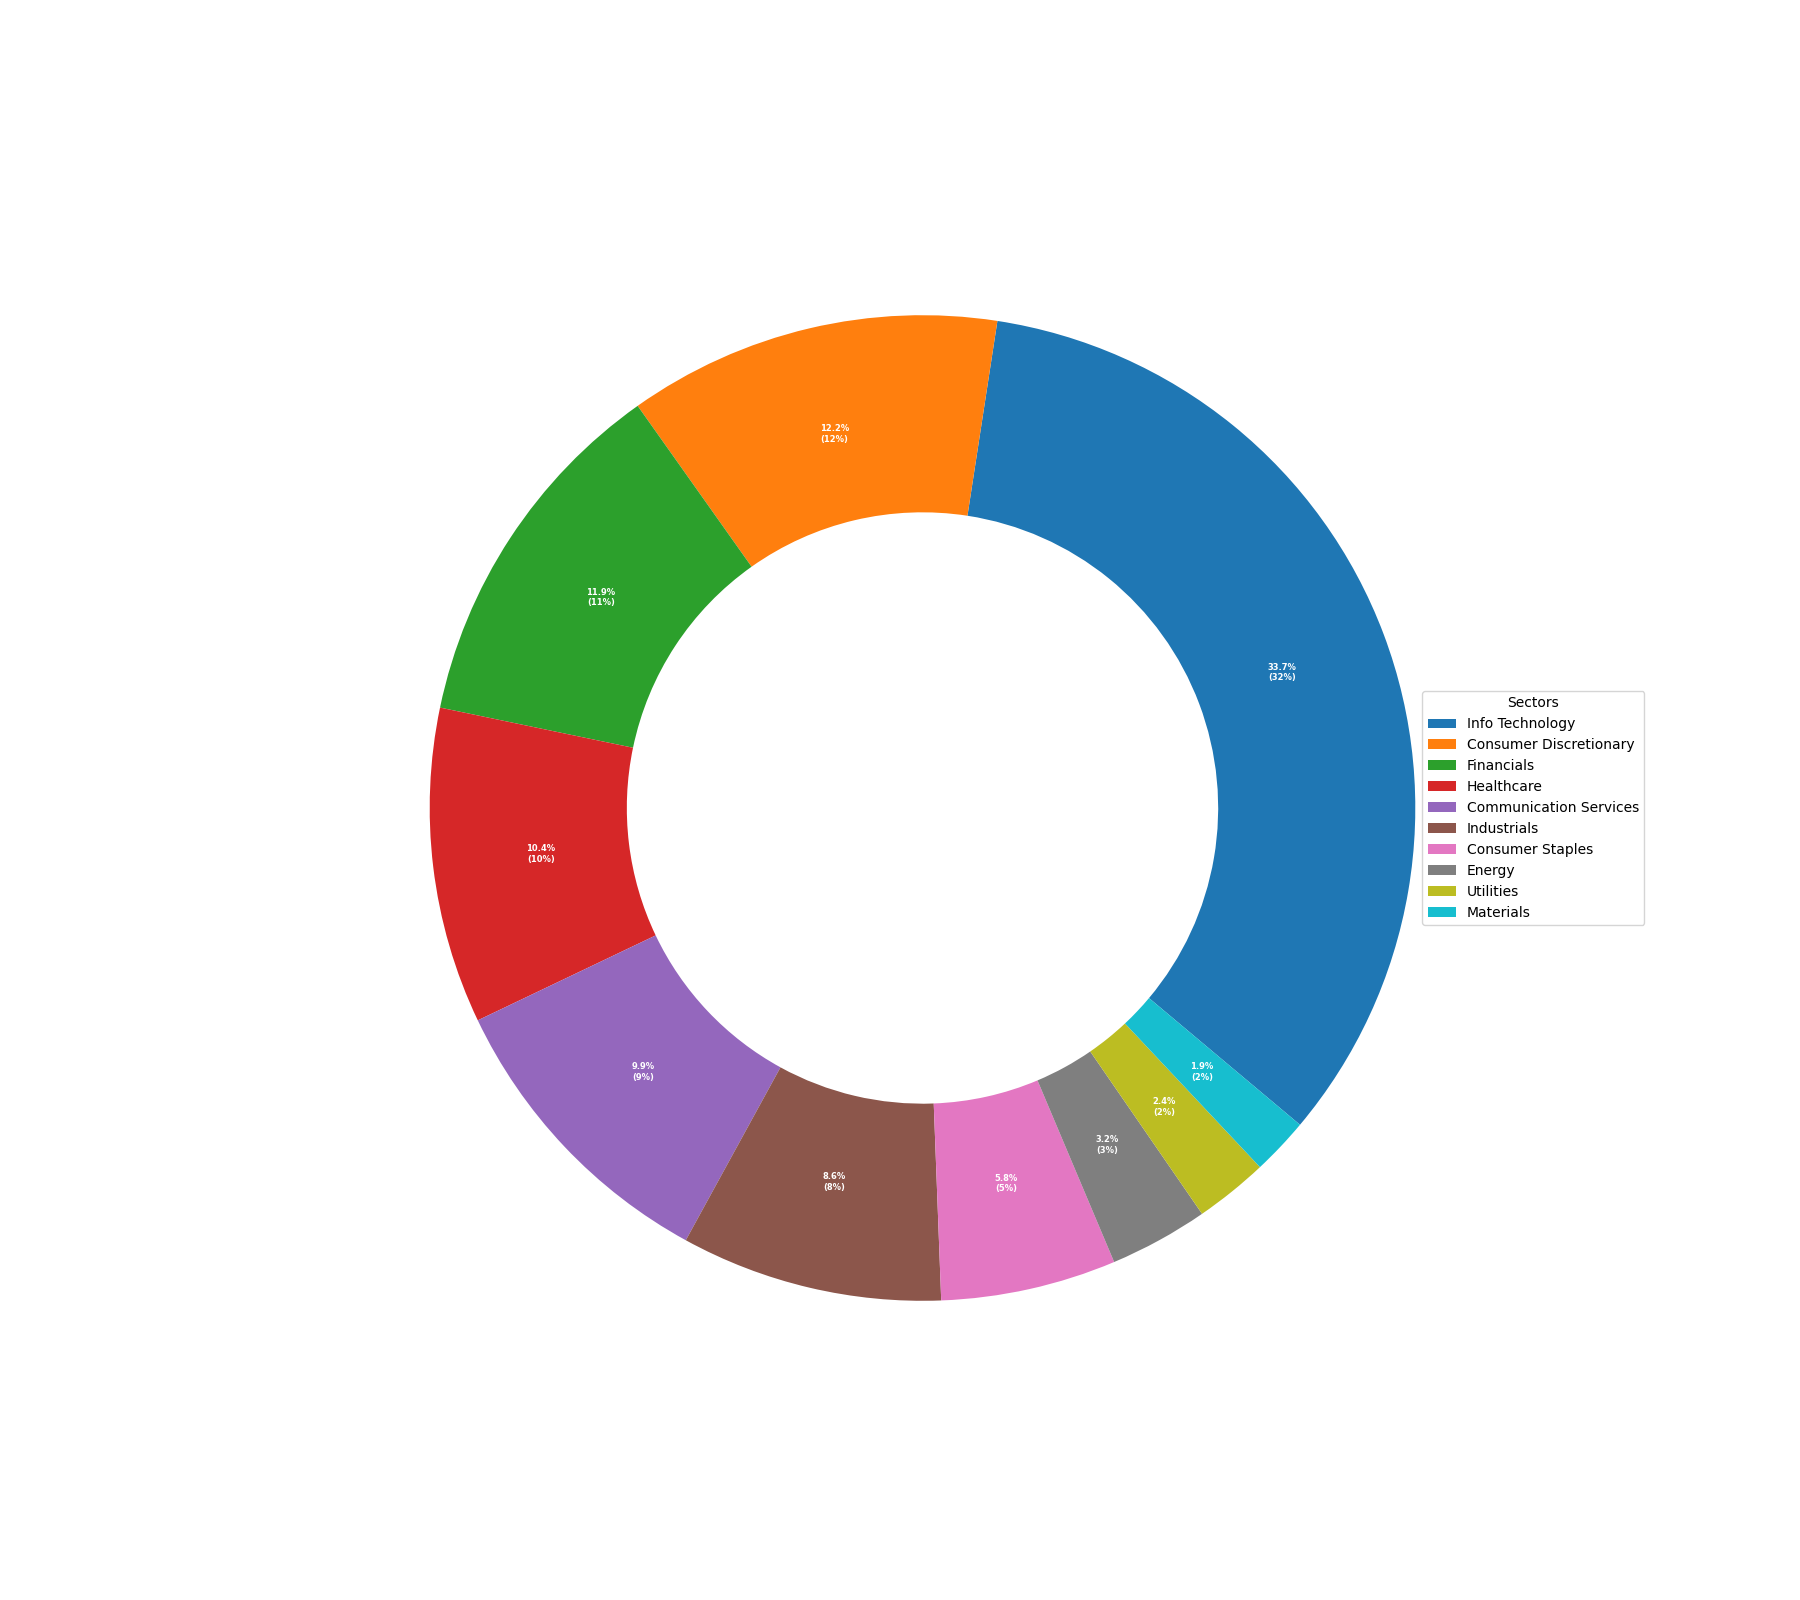 12.2%
(12%)
11.9%
(11%)
33.7%
(32%)
Sectors
Info Technology
Consumer Discretionary
Financials
Healthcare
Communication Services
Industrials
Consumer Staples
Energy
Utilities
Materials
10.4%
(10%)
9.9%
(9%)
1.9%
(2%)
2.4%
(2%)
3.2%
(3%)
8.6%
(8%)
5.8%
(5%)